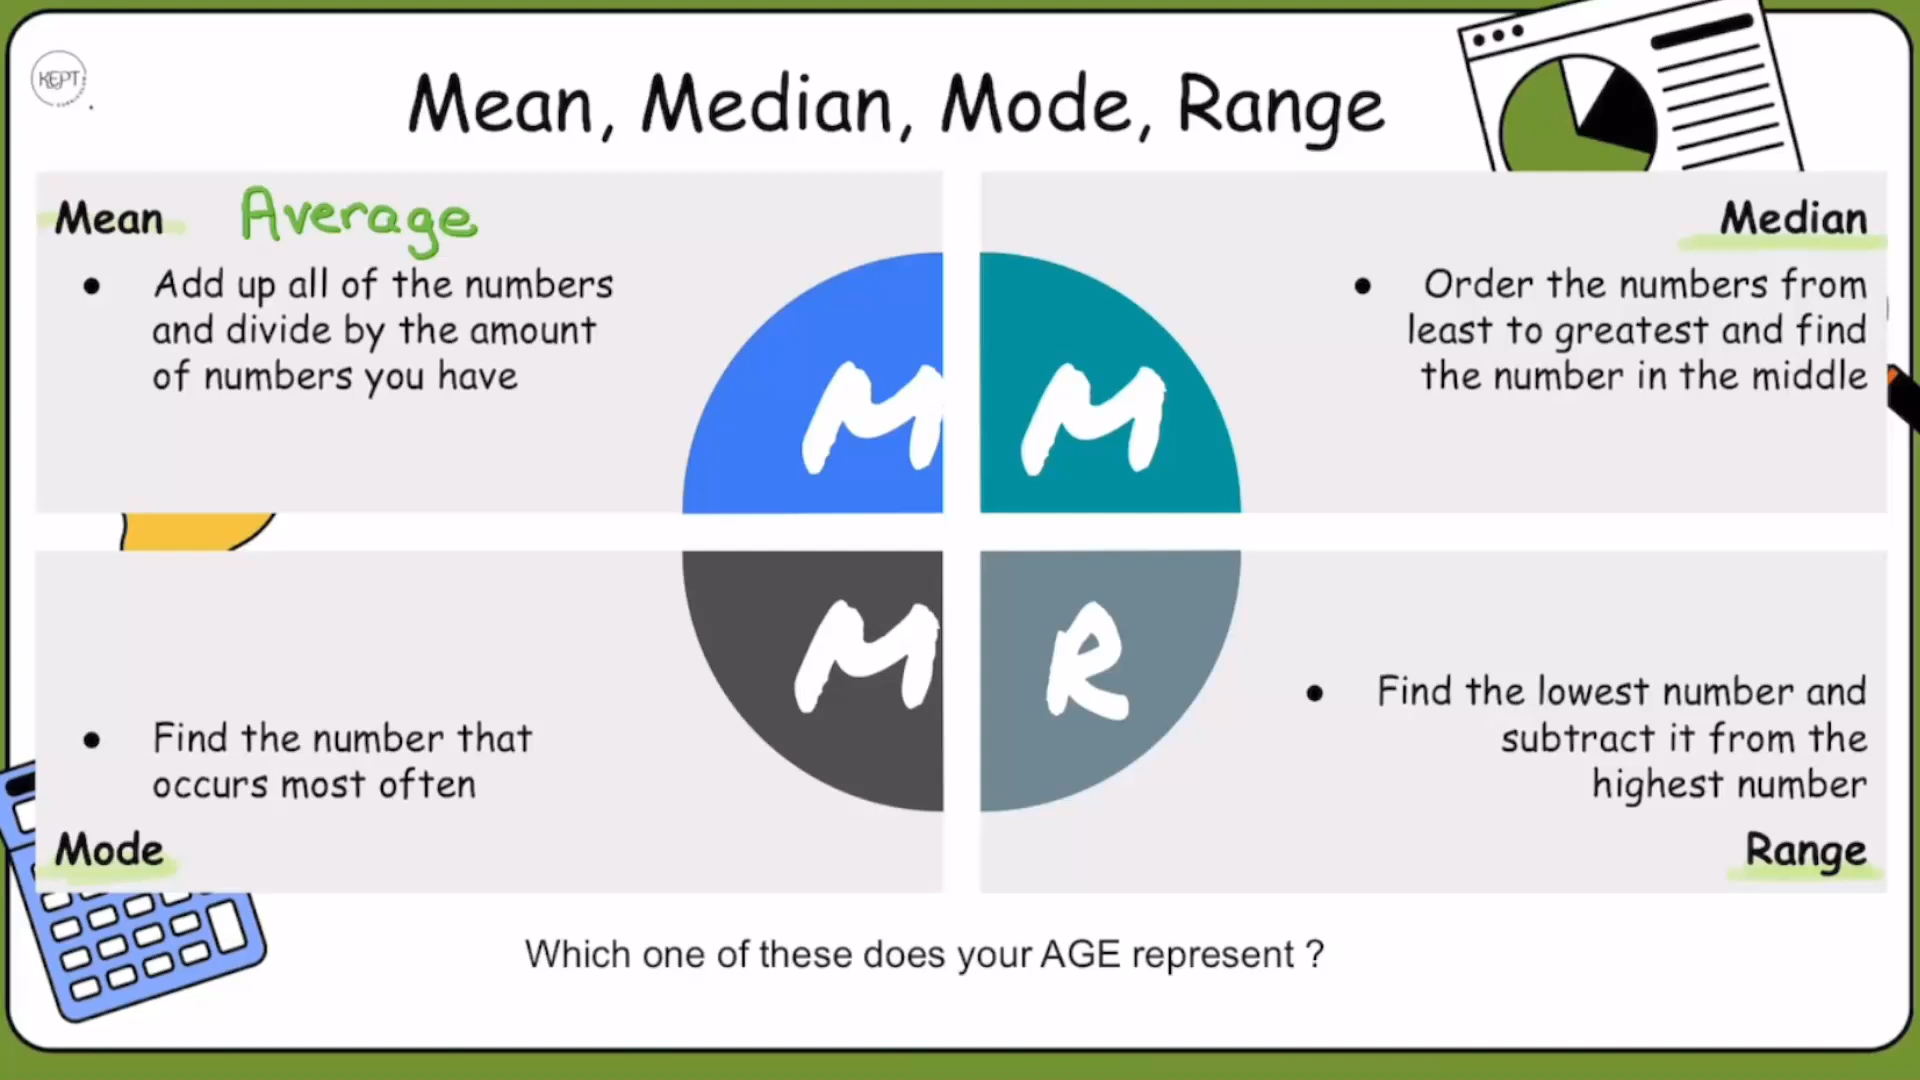 KEPT
Mean, Median, Mode, Range
Mean Average
● Add up all of the numbers
and divide by the amount
of numbers you have
M
Median
● Order the numbers from
least to greatest and find
the number in the middle
M
● Find the number that
occurs most often
Mode
M
● Find the lowest number and
subtract it from the
highest number
Range
R
Which one of these does your AGE represent ?